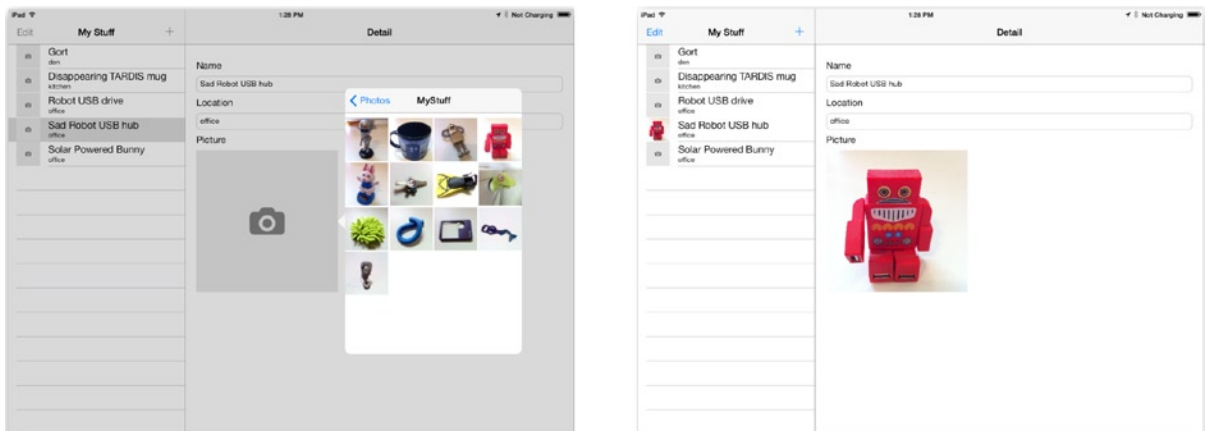 iPad 1:28 PM Not Charging
Edit My Stuff + Detail
Gort
den
Disappearing TARDIS mug
kitchen
Robot USB drive
office
Sad Robot USB hub
office
Solar Powered Bunny
office
Name
Sad Robot USB hub
Location
office
Picture
Photos MyStuff
iPad 1:28 PM Not Charging
Edit My Stuff + Detail
Gort
den
Disappearing TARDIS mug
kitchen
Robot USB drive
office
Sad Robot USB hub
office
Solar Powered Bunny
office
Name
Sad Robot USB hub
Location
office
Picture